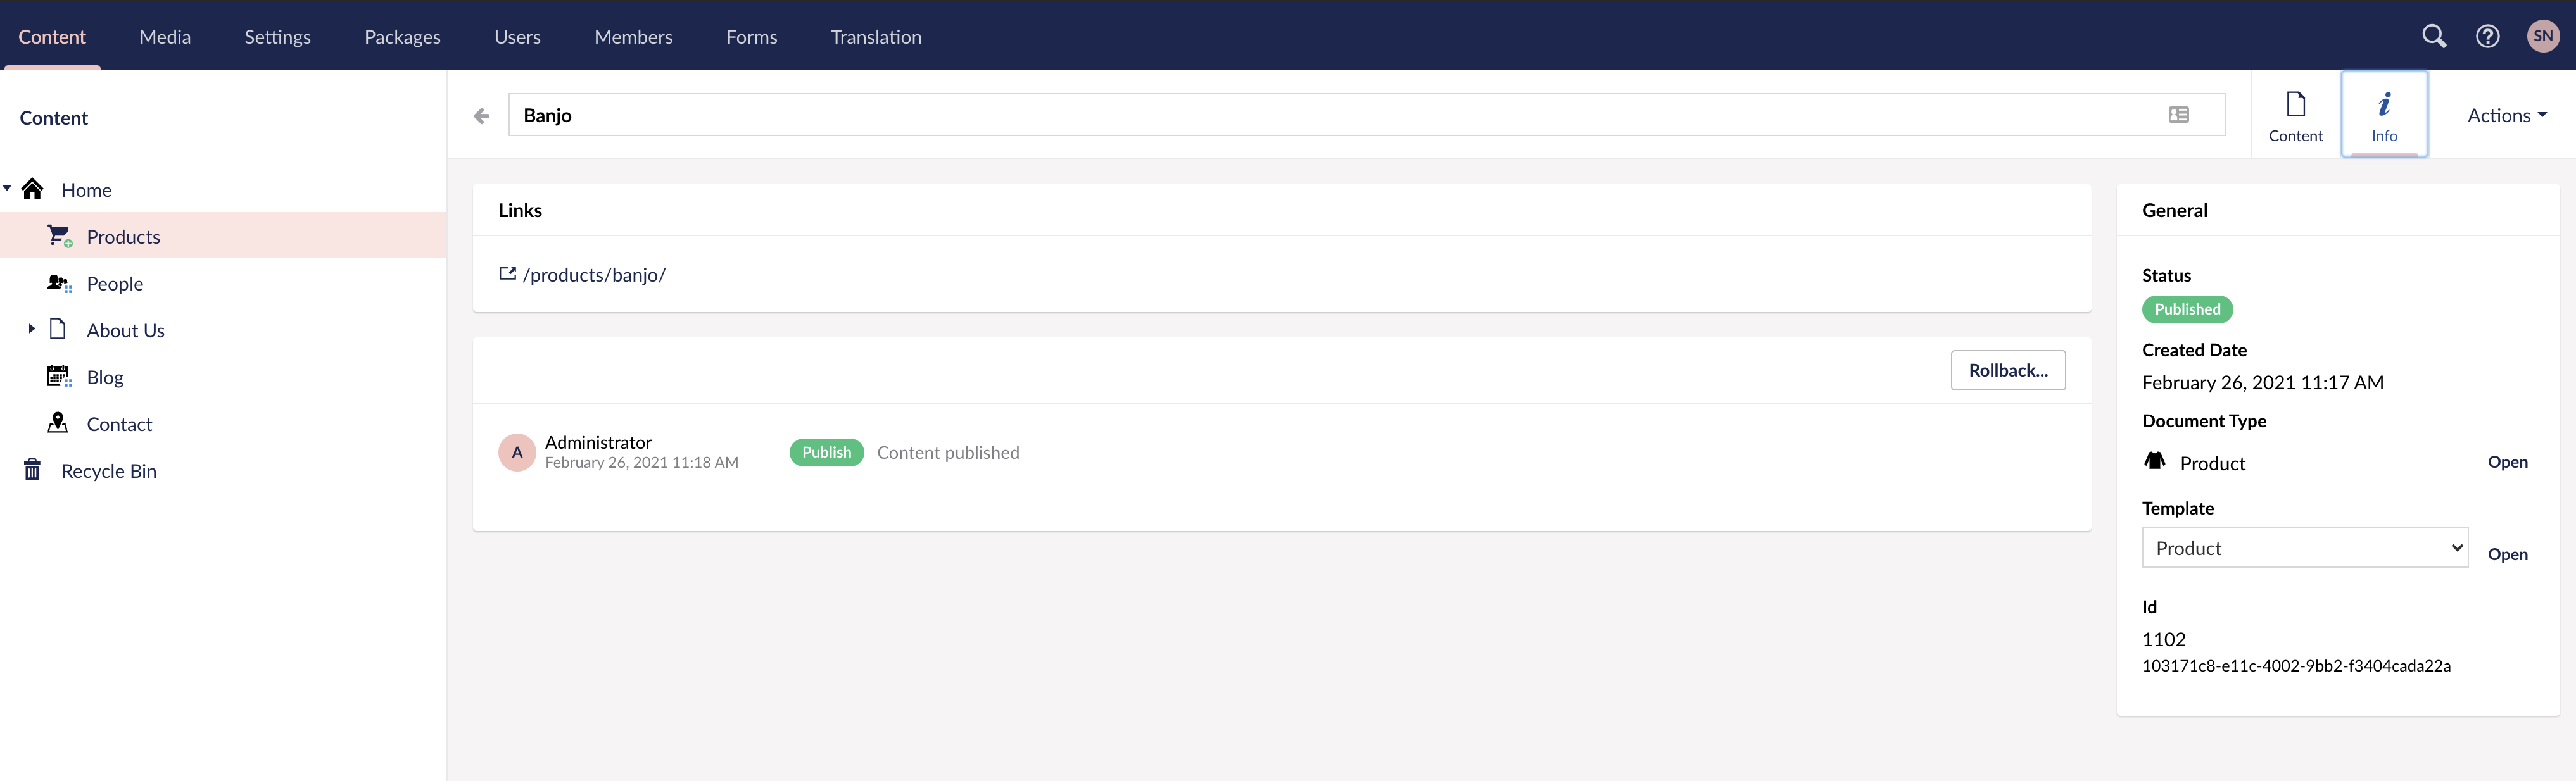 Content Media Settings Packages Users Members Forms Translation SN
Content
Home
Products
People
About Us
Blog
Contact
Recycle Bin
Banjo
Content
Info
Actions
Links
/products/banjo/
Rollback...
A
Administrator
February 26, 2021 11:18 AM
Publish Content published
General
Status
Published
Created Date
February 26, 2021 11:17 AM
Document Type
Product Open
Template
Product Open
Id
1102
103171c8-e11c-4002-9bb2-f3404cada22a